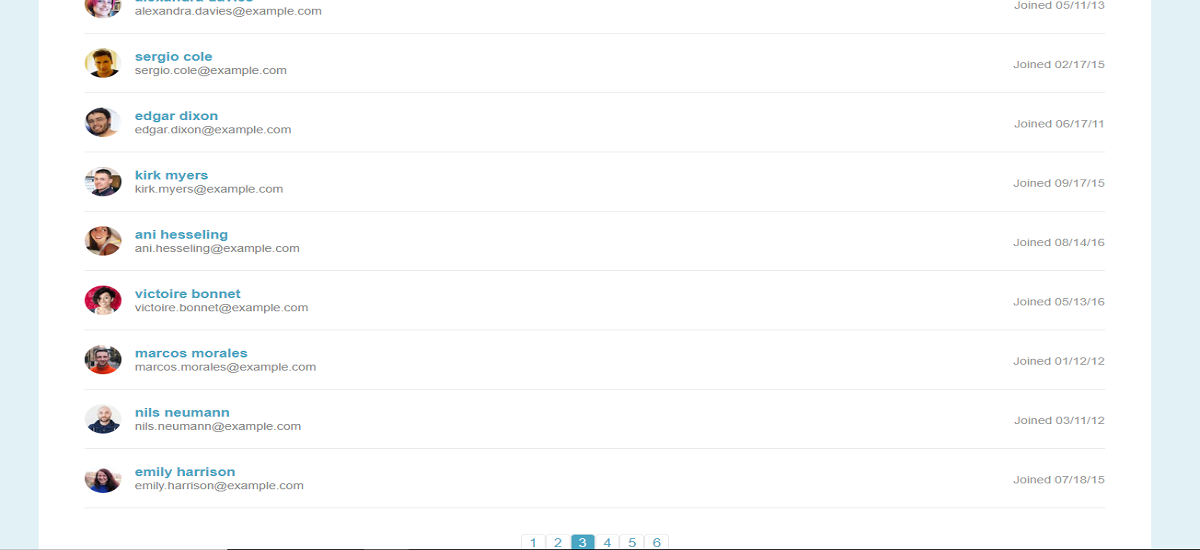 alexandra davies
alexandra.davies@example.com
Joined 05/11/13
sergio cole
sergio.cole@example.com
Joined 02/17/15
edgar dixon
edgar.dixon@example.com
Joined 06/17/11
kirk myers
kirk.myers@example.com
Joined 09/17/15
ani hesseling
ani.hesseling@example.com
Joined 08/14/16
victoire bonnet
victoire.bonnet@example.com
Joined 05/13/16
marcos morales
marcos.morales@example.com
Joined 01/12/12
nils neumann
nils.neumann@example.com
Joined 03/11/12
emily harrison
emily.harrison@example.com
Joined 07/18/15
1 2 3 4 5 6